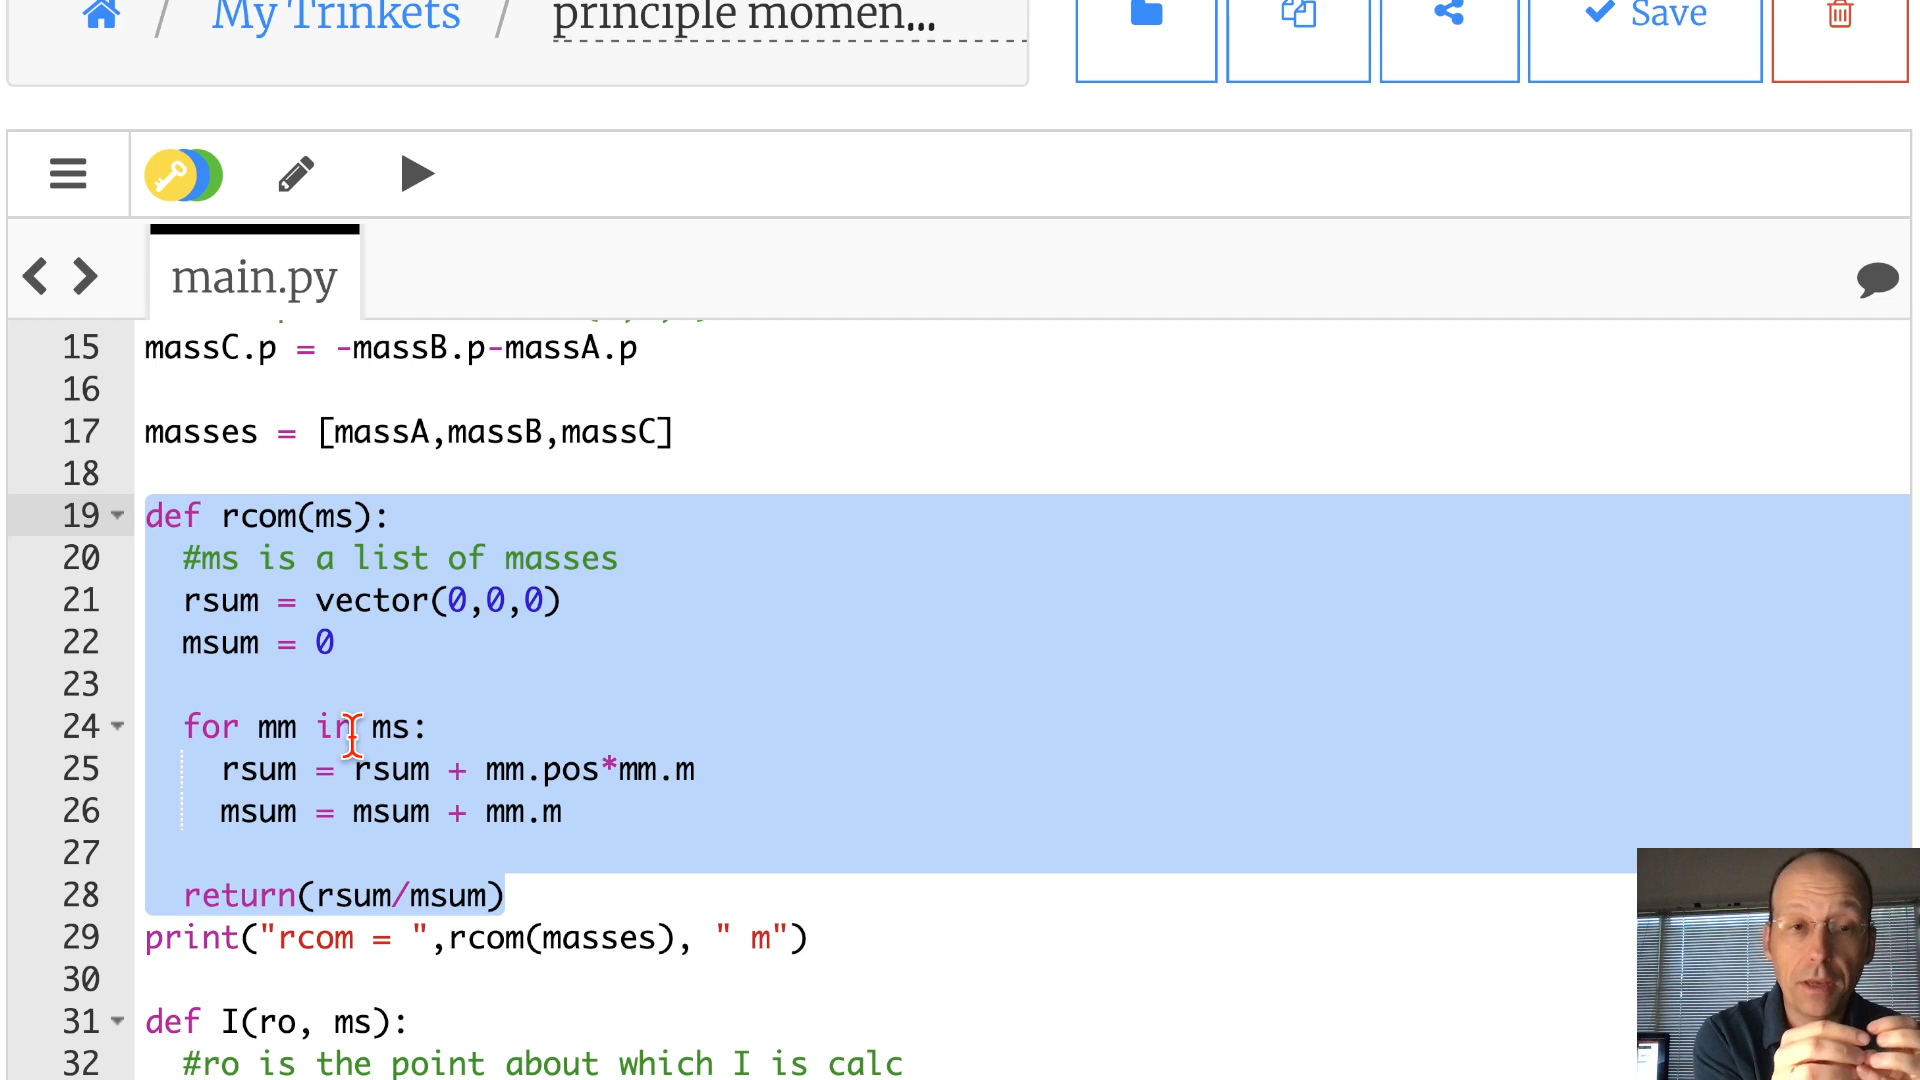 / My Trinkets / principle momen...
Save
main.py
15 massC.p = -massB.p-massA.p
16
17 masses = [massA,massB,massC]
18
19 def rcom(ms):
20 #ms is a list of masses
21 rsum = vector(0,0,0)
22 msum = 0
23
24 for mm in ms:
25 rsum = rsum + mm.pos*mm.m
26 msum = msum + mm.m
27
28 return(rsum/msum)
29 print("rcom = ",rcom(masses), " m")
30
31 def I(ro, ms):
32 #ro is the point about which I is calc